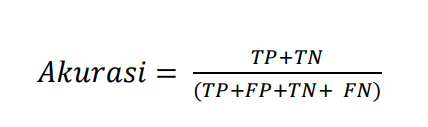 Akurasi = TP+TN / (TP+FP+TN+ FN)